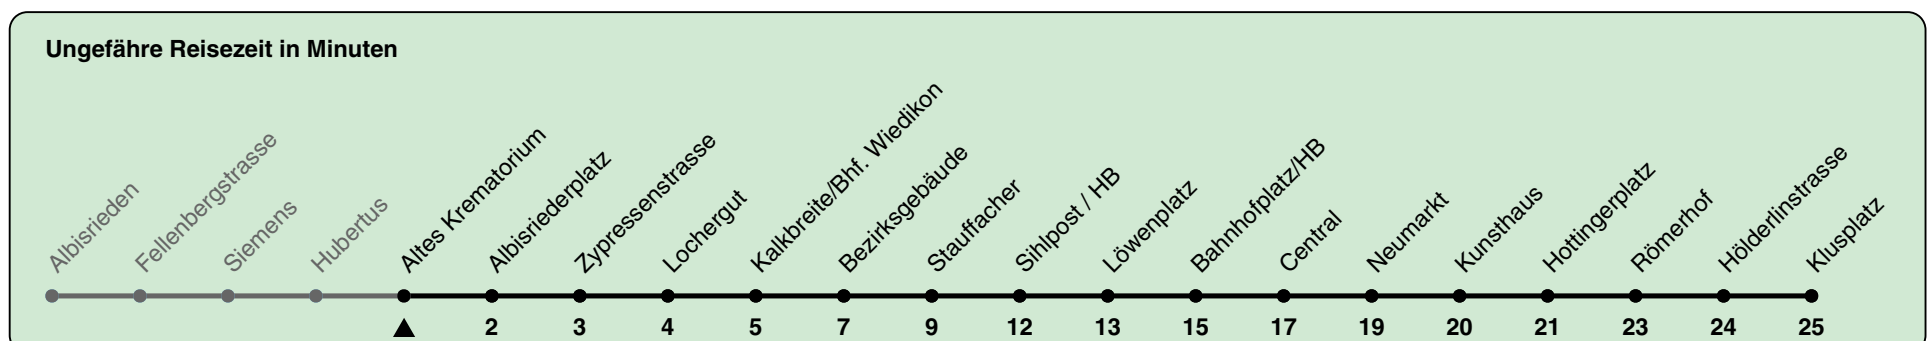 Ungefähre Reisezeit in Minuten
Albisrieden
Fellenbergstrasse
Siemens
Hubertus
Altes Krematorium
Albisriederplatz
Zypressenstrasse
Lochergut
Kalkbreite/Bhf. Wiedikon
Bezirksgebäude
Stauffacher
Sihlpost / HB
Löwenplatz
Bahnhofplatz/HB
Central
Neumarkt
Kunsthaus
Hottingerplatz
Römerhof
Hölderlinstrasse
Klusplatz
2 3 4 5 7 9 12 13 15 17 19 20 21 23 24 25